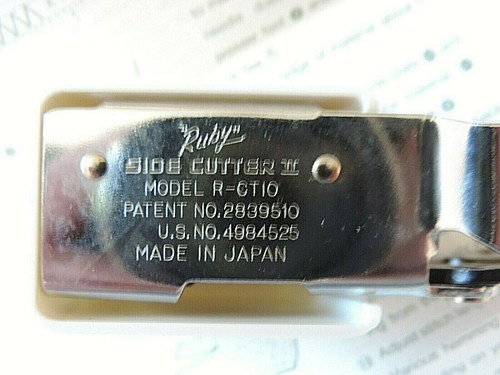 "Ruby"
SIDE CUTTER II
MODEL R-CT10
PATENT NO.2839510
U.S.NO.4984525
MADE IN JAPAN